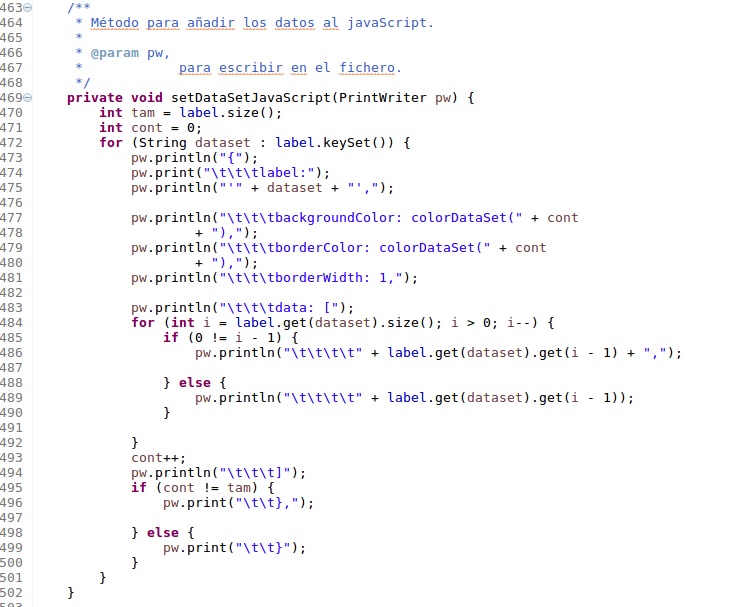 463 /**
464 * Método para añadir los datos al javaScript.
465 *
466 * @param pw,
467 *            para escribir en el fichero.
468 */
469 private void setDataSetJavaScript(PrintWriter pw) {
470     int tam = label.size();
471     int cont = 0;
472     for (String dataset : label.keySet()) {
473         pw.println("{");
474         pw.print("\t\t\tlabel:");
475         pw.println("'" + dataset + "',");
476
477         pw.println("\t\t\tbackgroundColor: colorDataSet(" + cont
478                 + "),");
479         pw.println("\t\t\tborderColor: colorDataSet(" + cont
480                 + "),");
481         pw.println("\t\t\tborderWidth: 1,");
482
483         pw.println("\t\t\tdata: [");
484         for (int i = label.get(dataset).size(); i > 0; i--) {
485             if (0 != i - 1) {
486                 pw.println("\t\t\t\t" + label.get(dataset).get(i - 1) + ",");
487
488             } else {
489                 pw.println("\t\t\t\t" + label.get(dataset).get(i - 1));
490             }
491
492         }
493         cont++;
494         pw.println("\t\t\t]");
495         if (cont != tam) {
496             pw.print("\t\t},");
497
498         } else {
499             pw.print("\t\t}");
500         }
501     }
502 }
503